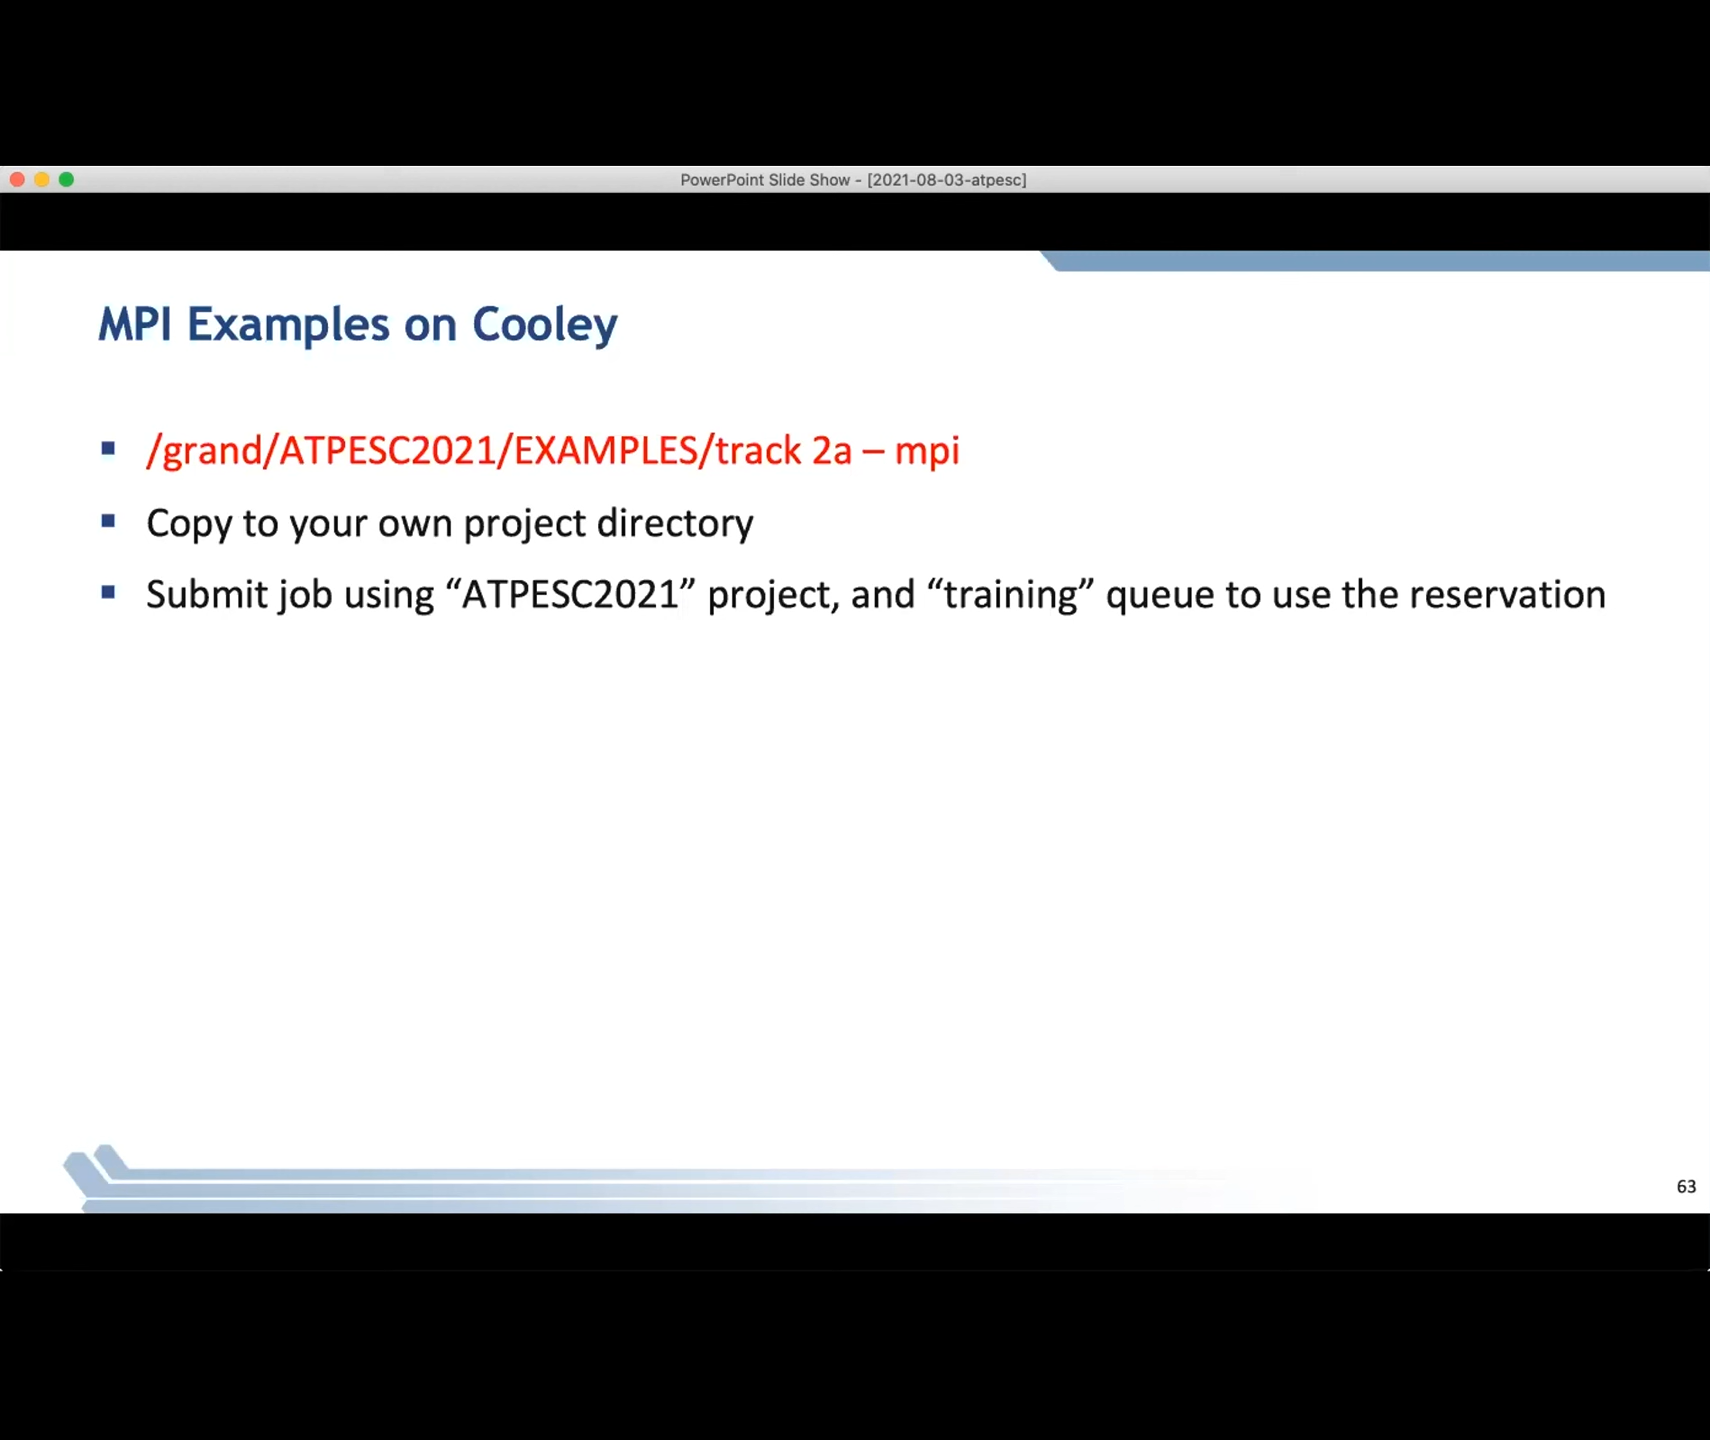 PowerPoint Slide Show - [2021-08-03-atpesc]
MPI Examples on Cooley
▪ /grand/ATPESC2021/EXAMPLES/track 2a – mpi
▪ Copy to your own project directory
▪ Submit job using “ATPESC2021” project, and “training” queue to use the reservation
63